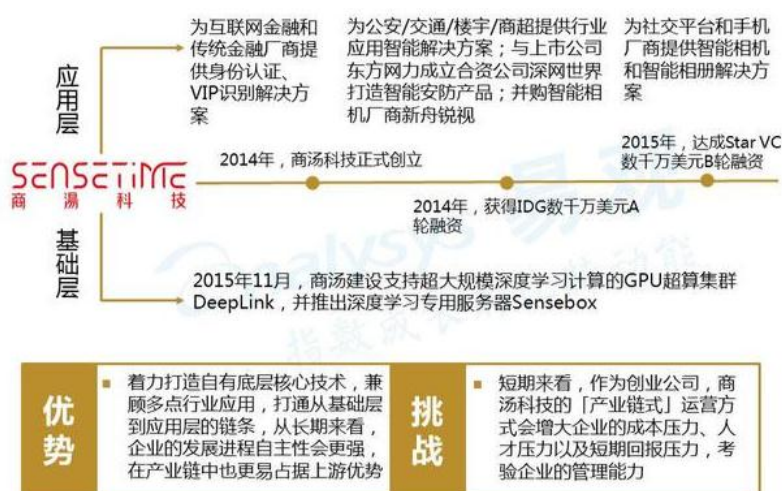 为互联网金融和
传统金融厂商提
供身份认证、
VIP识别解决方
案
为公安/交通/楼宇/商超提供行业
应用智能解决方案；与上市公司
东方网力成立合资公司深网世界
打造智能安防产品；并购智能相
机厂商新舟锐视
为社交平台和手机
厂商提供智能相机
和智能相册解决方
案
应用层
SENSETIME
商湯科技
基础层
2014年，商汤科技正式创立
2014年，获得IDG数千万美元A
轮融资
2015年，达成Star VC
数千万美元B轮融资
2015年11月，商汤建设支持超大规模深度学习计算的GPU超算集群
DeepLink，并推出深度学习专用服务器Sensebox
Analysys 易观
优势
▪ 着力打造自有底层核心技术，兼
顾多点行业应用，打通从基础层
到应用层的链条，从长期来看，
企业的发展进程自主性会更强，
在产业链中也更易占据上游优势
挑战
▪ 短期来看，作为创业公司，商
汤科技的「产业链式」运营方
式会增大企业的成本压力、人
才压力以及短期回报压力，考
验企业的管理能力